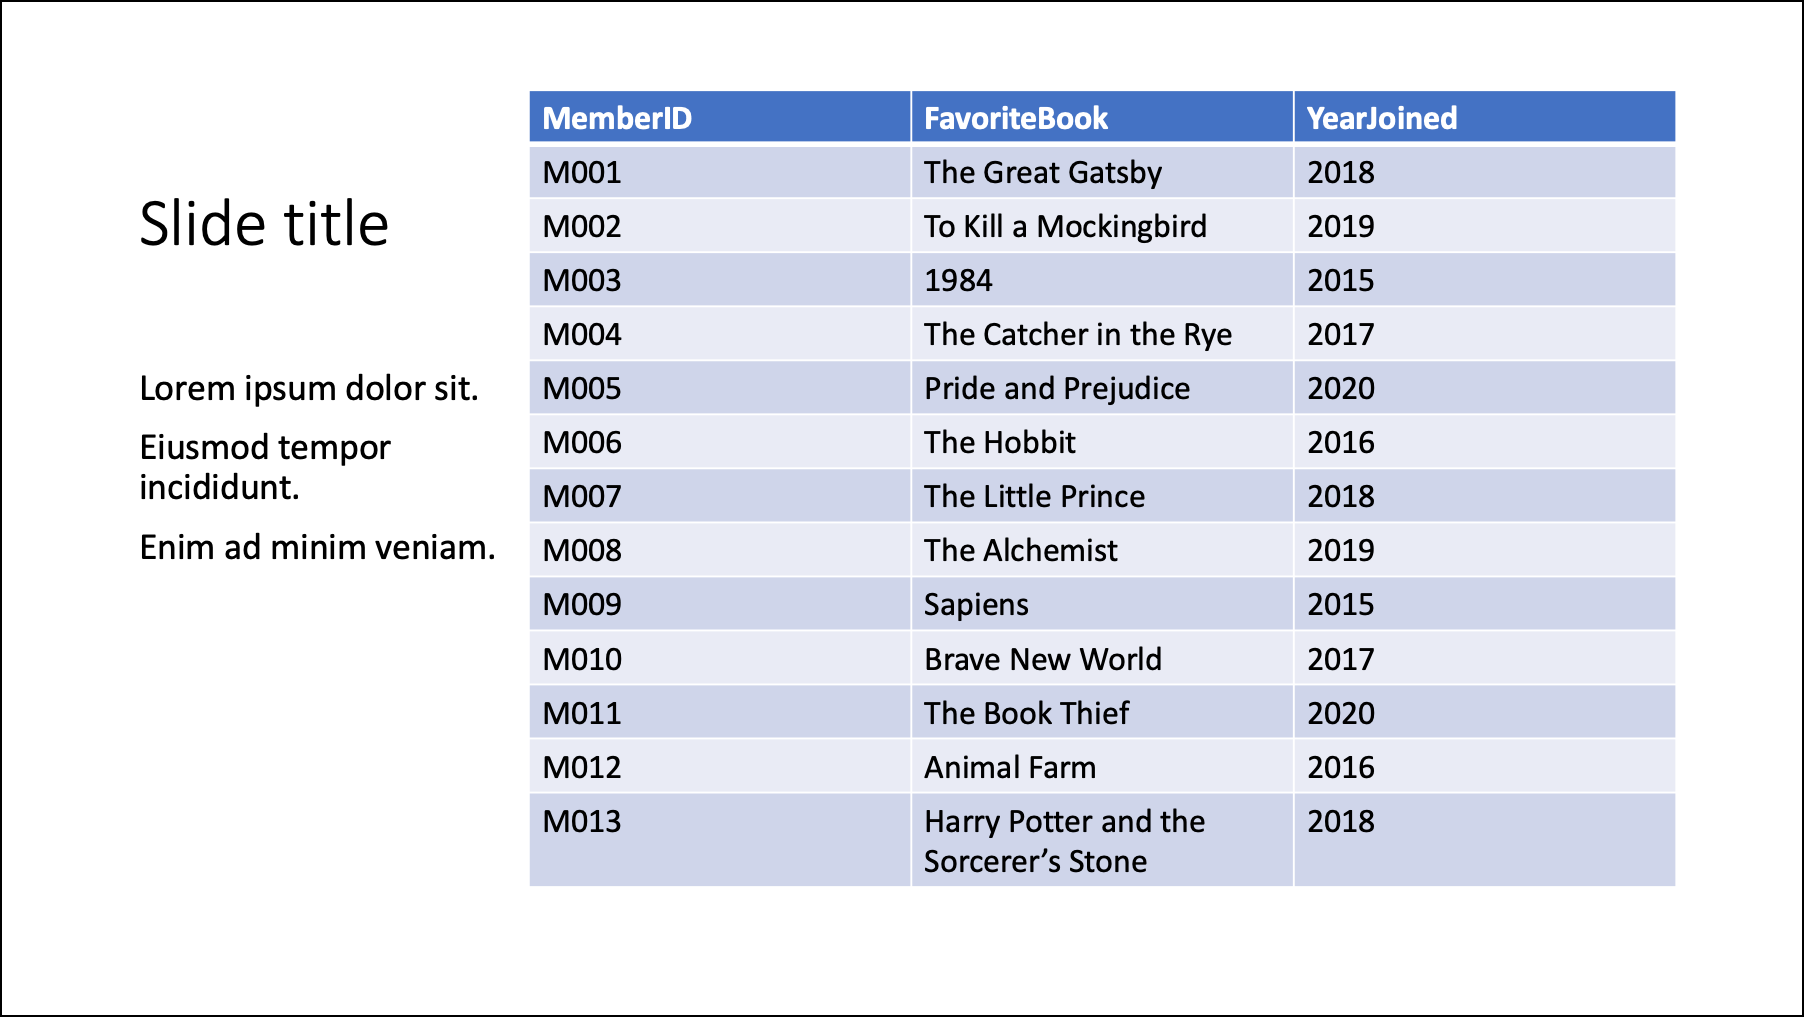 Slide title
Lorem ipsum dolor sit.
Eiusmod tempor
incididunt.
Enim ad minim veniam.
MemberID FavoriteBook YearJoined
M001 The Great Gatsby 2018
M002 To Kill a Mockingbird 2019
M003 1984 2015
M004 The Catcher in the Rye 2017
M005 Pride and Prejudice 2020
M006 The Hobbit 2016
M007 The Little Prince 2018
M008 The Alchemist 2019
M009 Sapiens 2015
M010 Brave New World 2017
M011 The Book Thief 2020
M012 Animal Farm 2016
M013 Harry Potter and the 2018
Sorcerer’s Stone